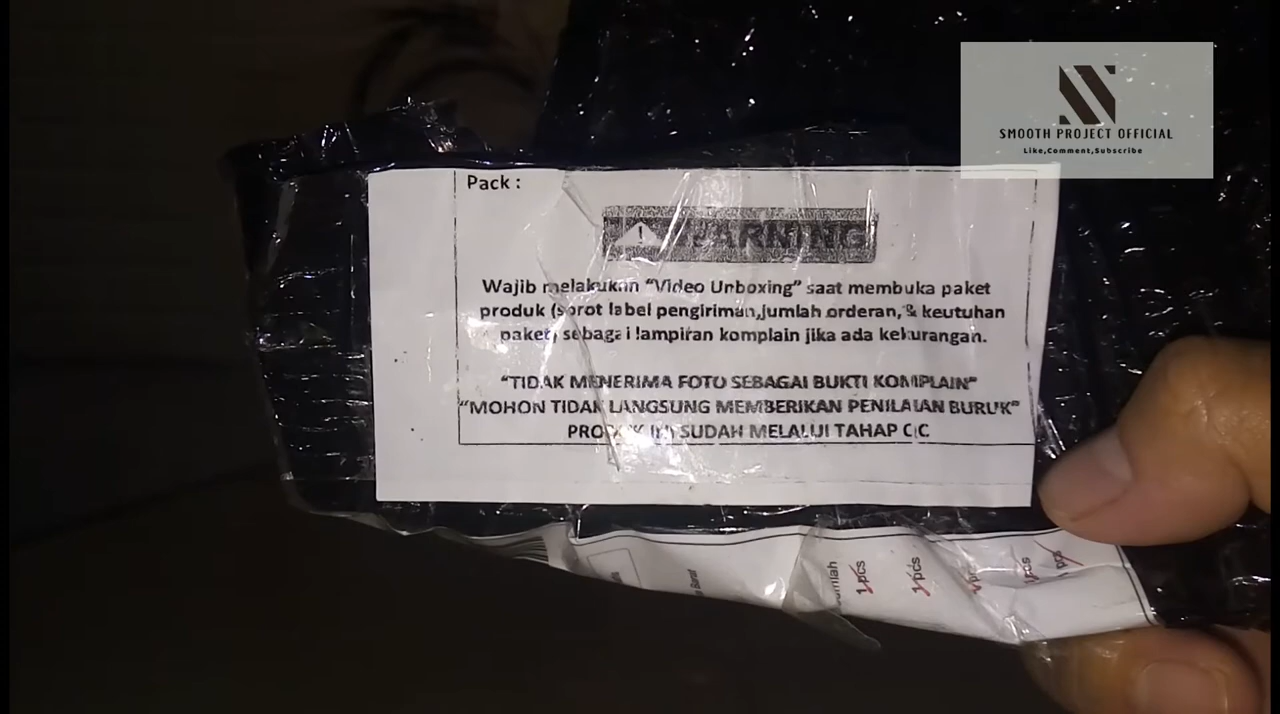 SMOOTH PROJECT OFFICIAL
Like,Comment,Subscribe
Pack :
WARNING
Wajib melakukan “Video Unboxing” saat membuka paket
produk (sorot label pengiriman,jumlah orderan, & keutuhan
paket) sebagai lampiran komplain jika ada kekurangan.
“TIDAK MENERIMA FOTO SEBAGAI BUKTI KOMPLAIN”
“MOHON TIDAK LANGSUNG MEMBERIKAN PENILAIAN BURUK”
PRODUK INI SUDAH MELALUI TAHAP QC
Jumlah
1 pcs
1 pcs
pcs